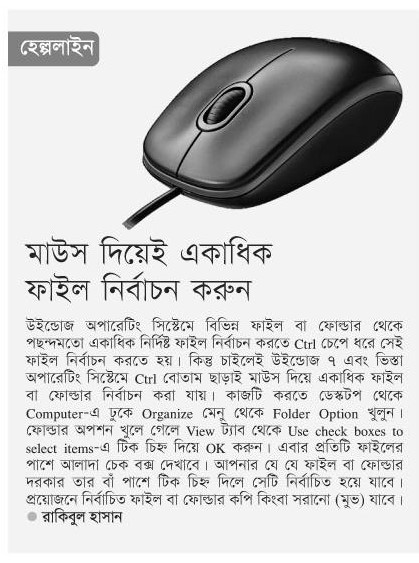 হেল্পলাইন
মাউস দিয়েই একাধিক
ফাইল নির্বাচন করুন
উইন্ডোজ অপারেটিং সিস্টেমে বিভিন্ন ফাইল বা ফোল্ডার থেকে
পছন্দমতো একাধিক নির্দিষ্ট ফাইল নির্বাচন করতে Ctrl চেপে ধরে সেই
ফাইল নির্বাচন করতে হয়। কিন্তু চাইলেই উইন্ডোজ ৭ এবং ভিস্তা
অপারেটিং সিস্টেমে Ctrl বোতাম ছাড়াই মাউস দিয়ে একাধিক ফাইল
বা ফোল্ডার নির্বাচন করা যায়। কাজটি করতে ডেস্কটপ থেকে
Computer-এ ঢুকে Organize মেনু থেকে Folder Option খুলুন।
ফোল্ডার অপশন খুলে গেলে View ট্যাব থেকে Use check boxes to
select items-এ টিক চিহ্ন দিয়ে OK করুন। এবার প্রতিটি ফাইলের
পাশে আলাদা চেক বক্স দেখাবে। আপনার যে যে ফাইল বা ফোল্ডার
দরকার তার বাঁ পাশে টিক চিহ্ন দিলে সেটি নির্বাচিত হয়ে যাবে।
প্রয়োজনে নির্বাচিত ফাইল বা ফোল্ডার কপি কিংবা সরানো (মুভ) যাবে।
● রাকিবুল হাসান